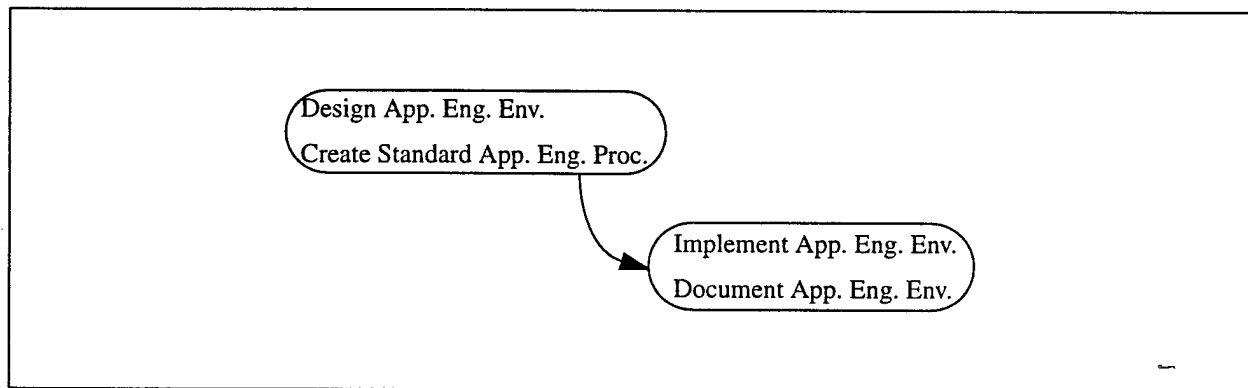 Design App. Eng. Env.
Create Standard App. Eng. Proc.
Implement App. Eng. Env.
Document App. Eng. Env.